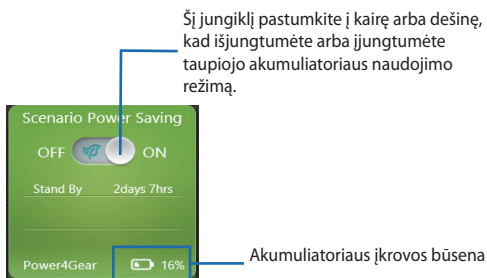 Šį jungiklį pastumkite į kairę arba dešinę,
kad išjungtumėte arba įjungtumėte
taupiojo akumuliatoriaus naudojimo
režimą.
Scenario Power Saving
OFF ON
Stand By 2days 7hrs
Power4Gear 16%
Akumuliatoriaus įkrovos būsena